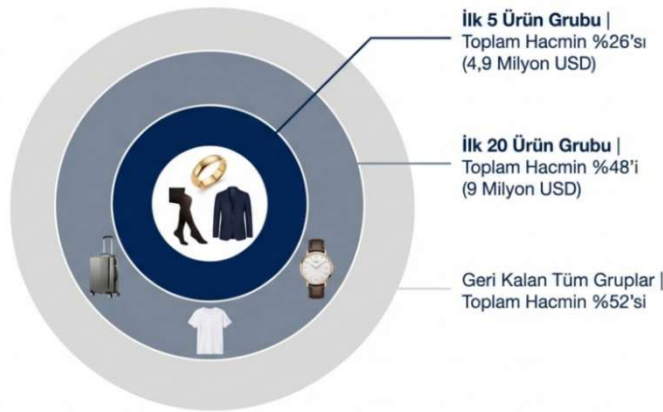 İlk 5 Ürün Grubu |
Toplam Hacmin %26'sı
(4,9 Milyon USD)
İlk 20 Ürün Grubu |
Toplam Hacmin %48'i
(9 Milyon USD)
Geri Kalan Tüm Gruplar |
Toplam Hacmin %52'si